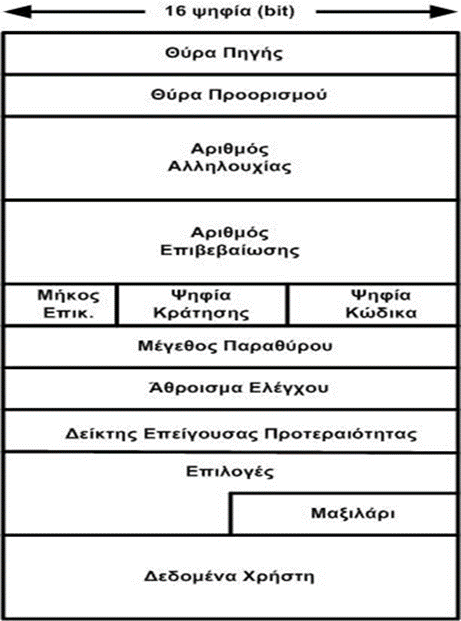 16 ψηφία (bit)
Θύρα Πηγής
Θύρα Προορισμού
Αριθμός
Αλληλουχίας
Αριθμός
Επιβεβαίωσης
Μήκος
Επικ.
Ψηφία
Κράτησης
Ψηφία
Κώδικα
Μέγεθος Παραθύρου
Άθροισμα Ελέγχου
Δείκτης Επείγουσας Προτεραιότητας
Επιλογές
Μαξιλάρι
Δεδομένα Χρήστη